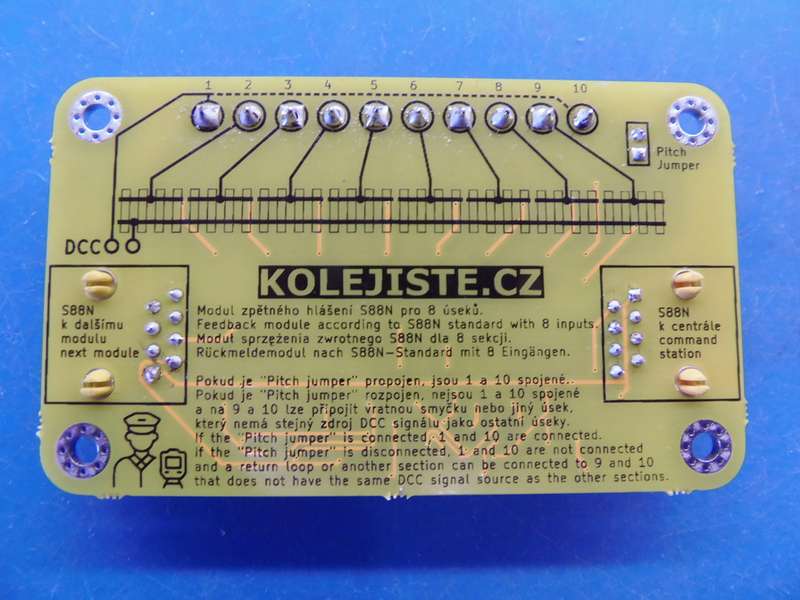 1 2 3 4 5 6 7 8 9 10
Pitch
Jumper
DCC
KOLEJISTE.CZ
S88N
k dalšímu
modulu
next module
Modul zpětného hlášení S88N pro 8 úseků.
Feedback module according to S88N standard with 8 inputs.
Moduł sprzężenia zwrotnego S88N dla 8 sekcji.
Rückmeldemodul nach S88N-Standard mit 8 Eingängen.
S88N
k centrále
command
station
Pokud je "Pitch jumper" propojen, jsou 1 a 10 spojené.
Pokud je "Pitch jumper" rozpojen, nejsou 1 a 10 spojené
a na 9 a 10 lze připojit vratnou smyčku nebo jiný úsek,
který nemá stejný zdroj DCC signálu jako ostatní úseky.
If the "Pitch jumper" is connected, 1 and 10 are connected.
If the "Pitch jumper" is disconnected, 1 and 10 are not connected
and a return loop or another section can be connected to 9 and 10
that does not have the same DCC signal source as the other sections.